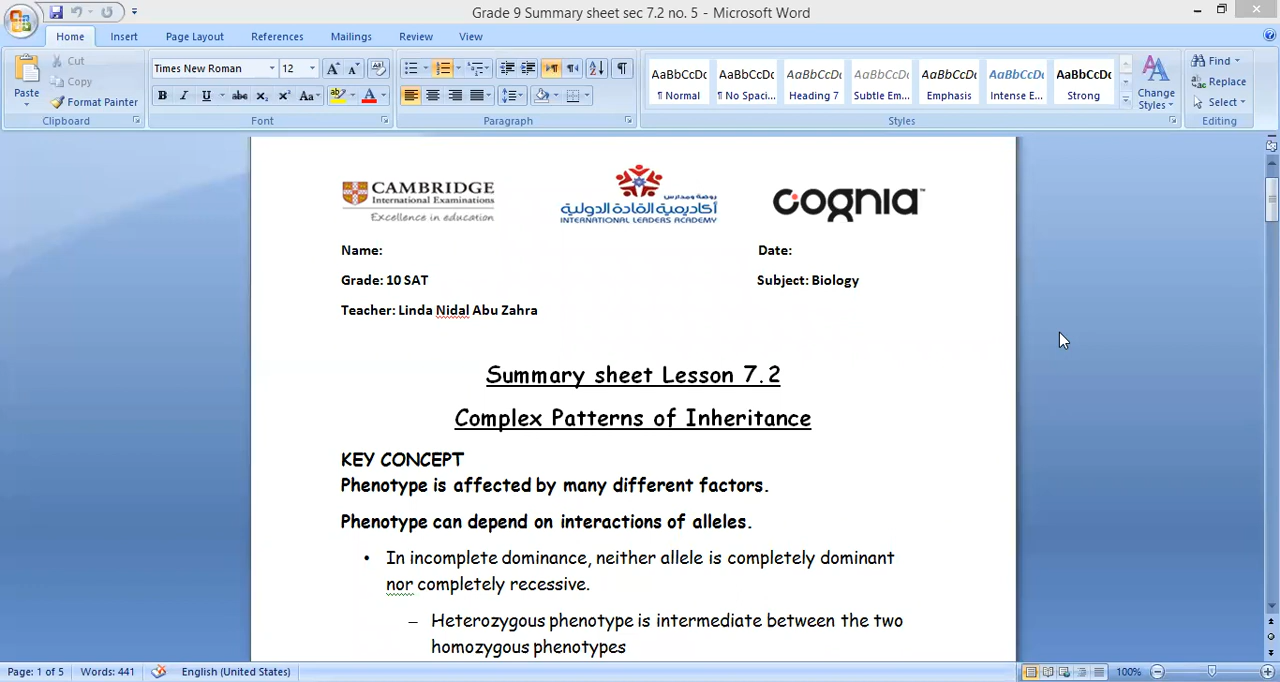 Grade 9 Summary sheet sec 7.2 no. 5 - Microsoft Word
Home Insert Page Layout References Mailings Review View
Paste
Cut
Copy
Format Painter
Clipboard
Times New Roman 12
Font
Paragraph
AaBbCcDc AaBbCcDc AaBbCcDc AaBbCcDc AaBbCcDc AaBbCcDc AaBbCcDc
¶ Normal ¶ No Spaci... Heading 7 Subtle Em... Emphasis Intense E... Strong
Change Styles
Styles
Find
Replace
Select
Editing
CAMBRIDGE
International Examinations
Excellence in education
روضة ومدارس
أكاديمية القادة الدولية
INTERNATIONAL LEADERS ACADEMY
cognia™
Name: Date:
Grade: 10 SAT Subject: Biology
Teacher: Linda Nidal Abu Zahra
Summary sheet Lesson 7.2
Complex Patterns of Inheritance
KEY CONCEPT
Phenotype is affected by many different factors.
Phenotype can depend on interactions of alleles.
• In incomplete dominance, neither allele is completely dominant
nor completely recessive.
– Heterozygous phenotype is intermediate between the two
homozygous phenotypes
Page: 1 of 5 Words: 441 English (United States) 100%